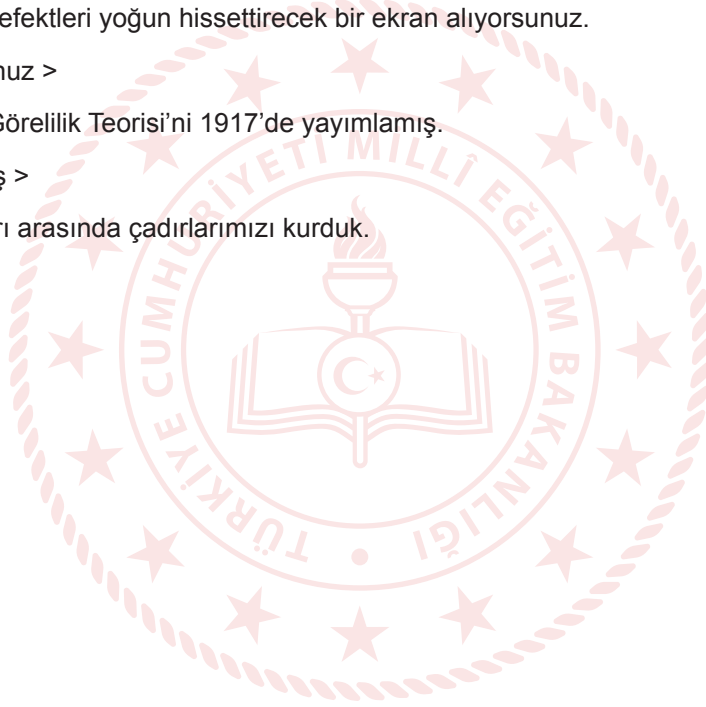 efektleri yoğun hissettirecek bir ekran alıyorsunuz.
nuz >
Görelilik Teorisi’ni 1917’de yayımlamış.
ş >
rı arasında çadırlarımızı kurduk.
TÜRKİYE CUMHURİYETİ MİLLÎ EĞİTİM BAKANLIĞI